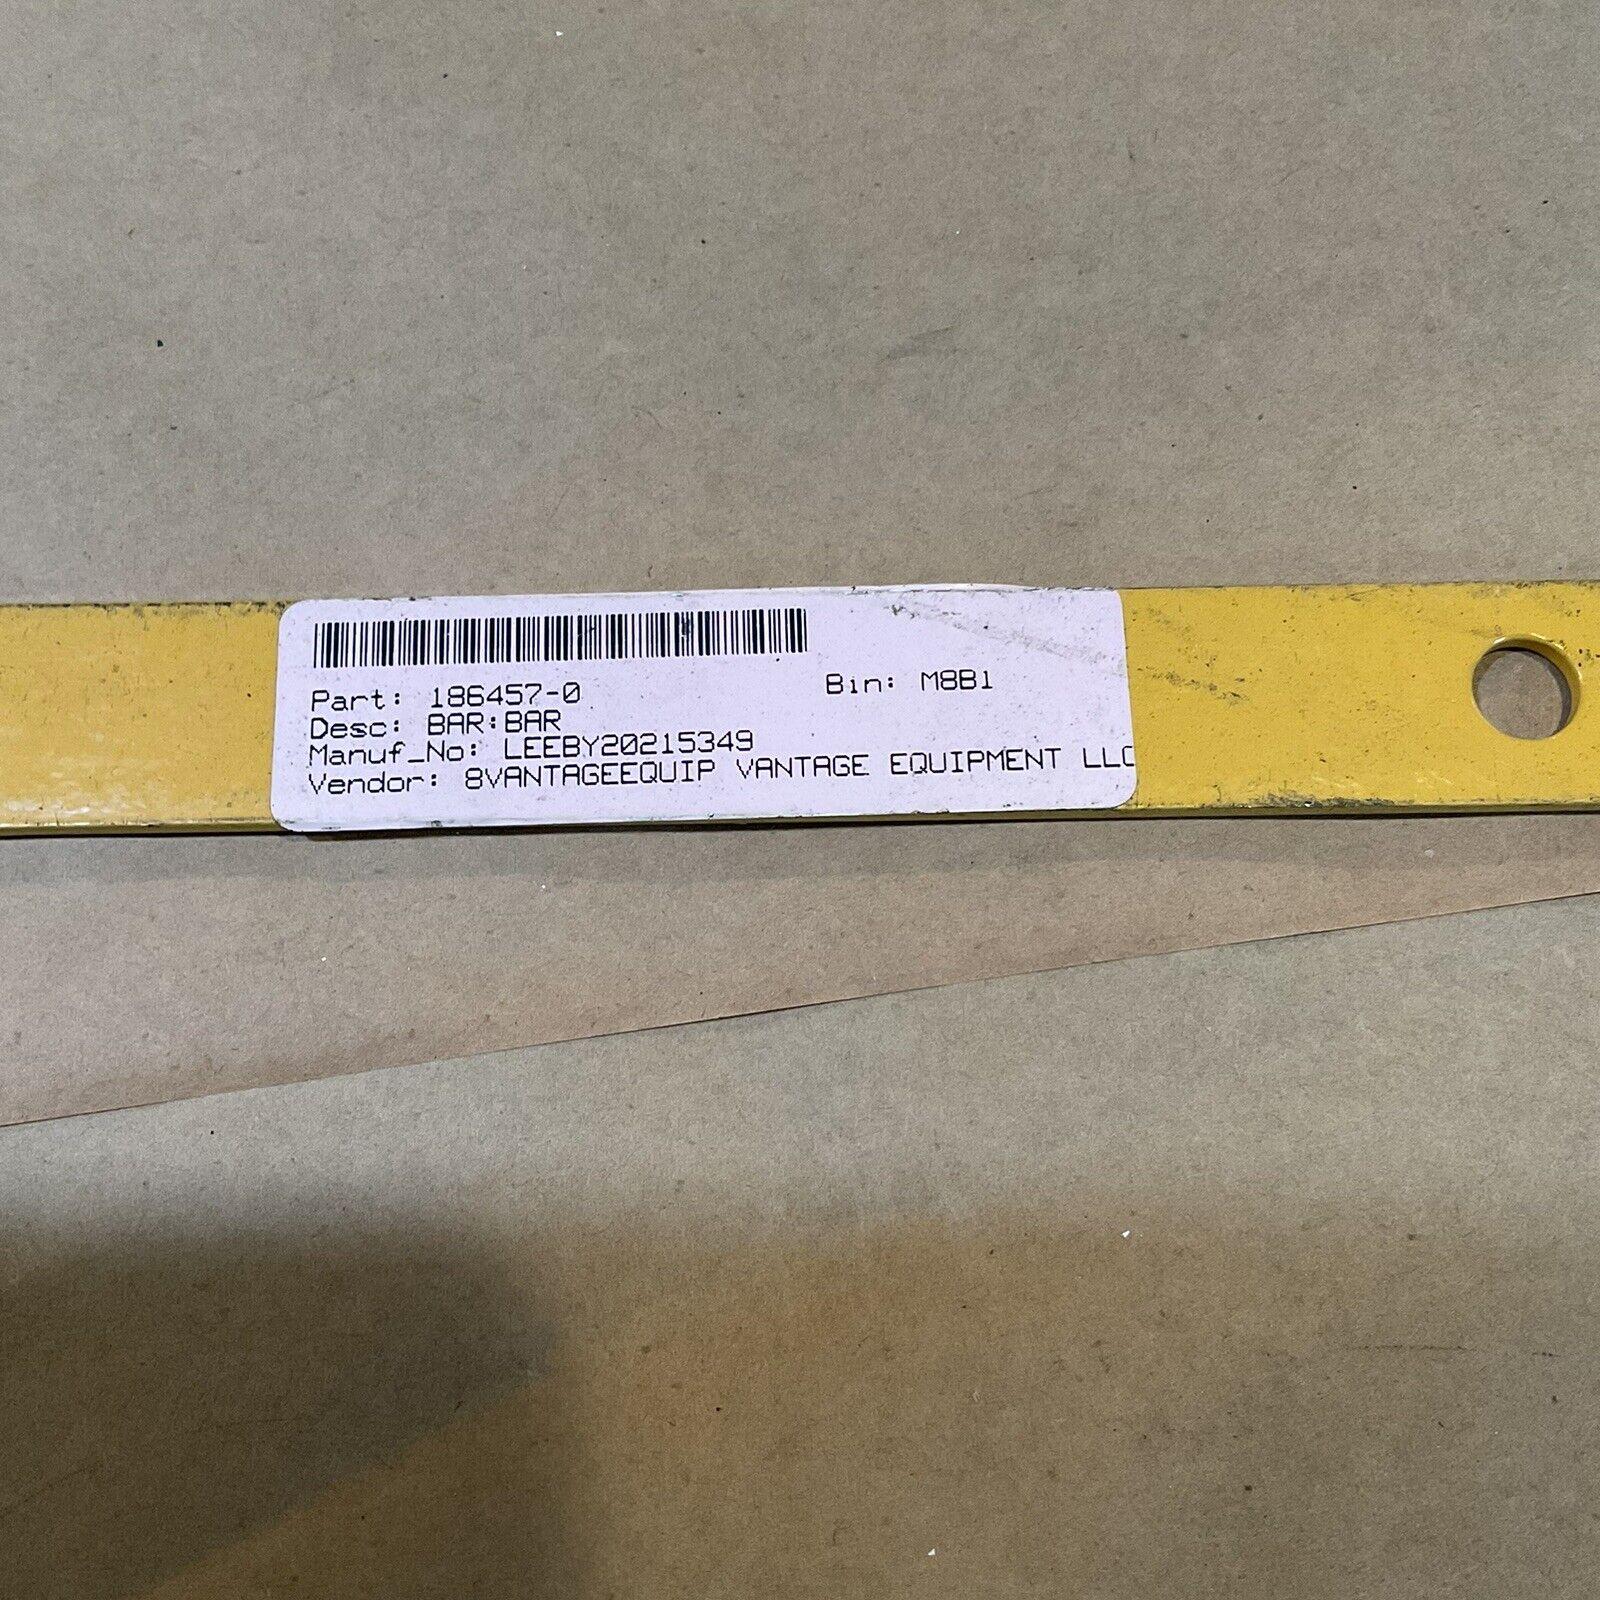 Part: 186457-0 Bin: M8B1
Desc: BAR:BAR
Manuf_No: LEEBY20215349
Vendor: 8VANTAGEEQUIP VANTAGE EQUIPMENT LLC